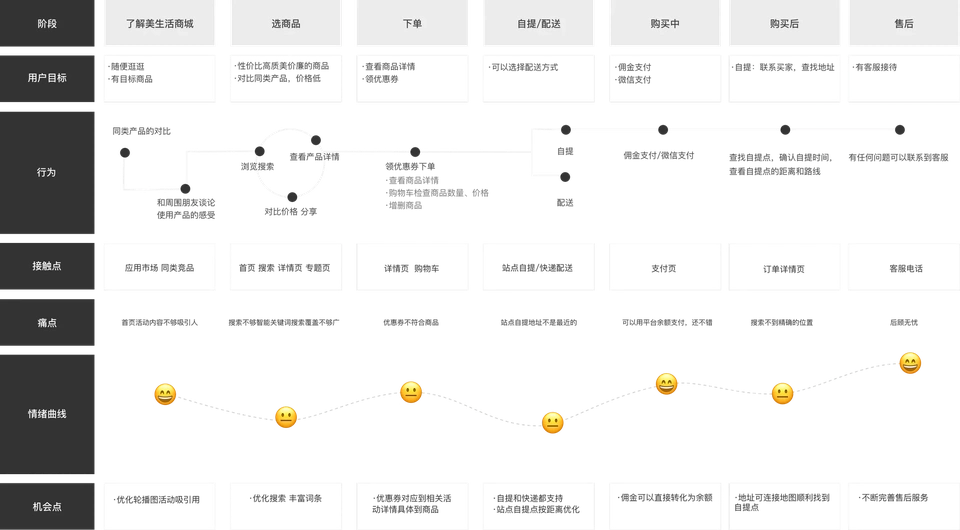 阶段
了解美生活商城
选商品
下单
自提/配送
购买中
购买后
售后
用户目标
·随便逛逛
·有目标商品
·性价比高质美价廉的商品
·对比同类产品，价格低
·查看商品详情
·领优惠券
·可以选择配送方式
·佣金支付
·微信支付
·自提：联系买家，查找地址
·有客服接待
行为
同类产品的对比
和周围朋友谈论
使用产品的感受
浏览搜索
查看产品详情
对比价格 分享
领优惠券下单
·查看商品详情
·购物车检查商品数量、价格
·增删商品
自提
配送
佣金支付/微信支付
查找自提点，确认自提时间，
查看自提点的距离和路线
有任何问题可以联系到客服
接触点
应用市场 同类竞品
首页 搜索 详情页 专题页
详情页 购物车
站点自提/快递配送
支付页
订单详情页
客服电话
痛点
首页活动内容不够吸引人
搜索不够智能关键词搜索覆盖不够广
优惠券不符合商品
站点自提地址不是最近的
可以用平台余额支付，还不错
搜索不到精确的位置
后顾无忧
情绪曲线
机会点
·优化轮播图活动吸引用
·优化搜索 丰富词条
·优惠券对应到相关活
动详情具体到商品
·自提和快递都支持
·站点自提点按距离优化
·佣金可以直接转化为余额
·地址可连接地图顺利找到
自提点
·不断完善售后服务